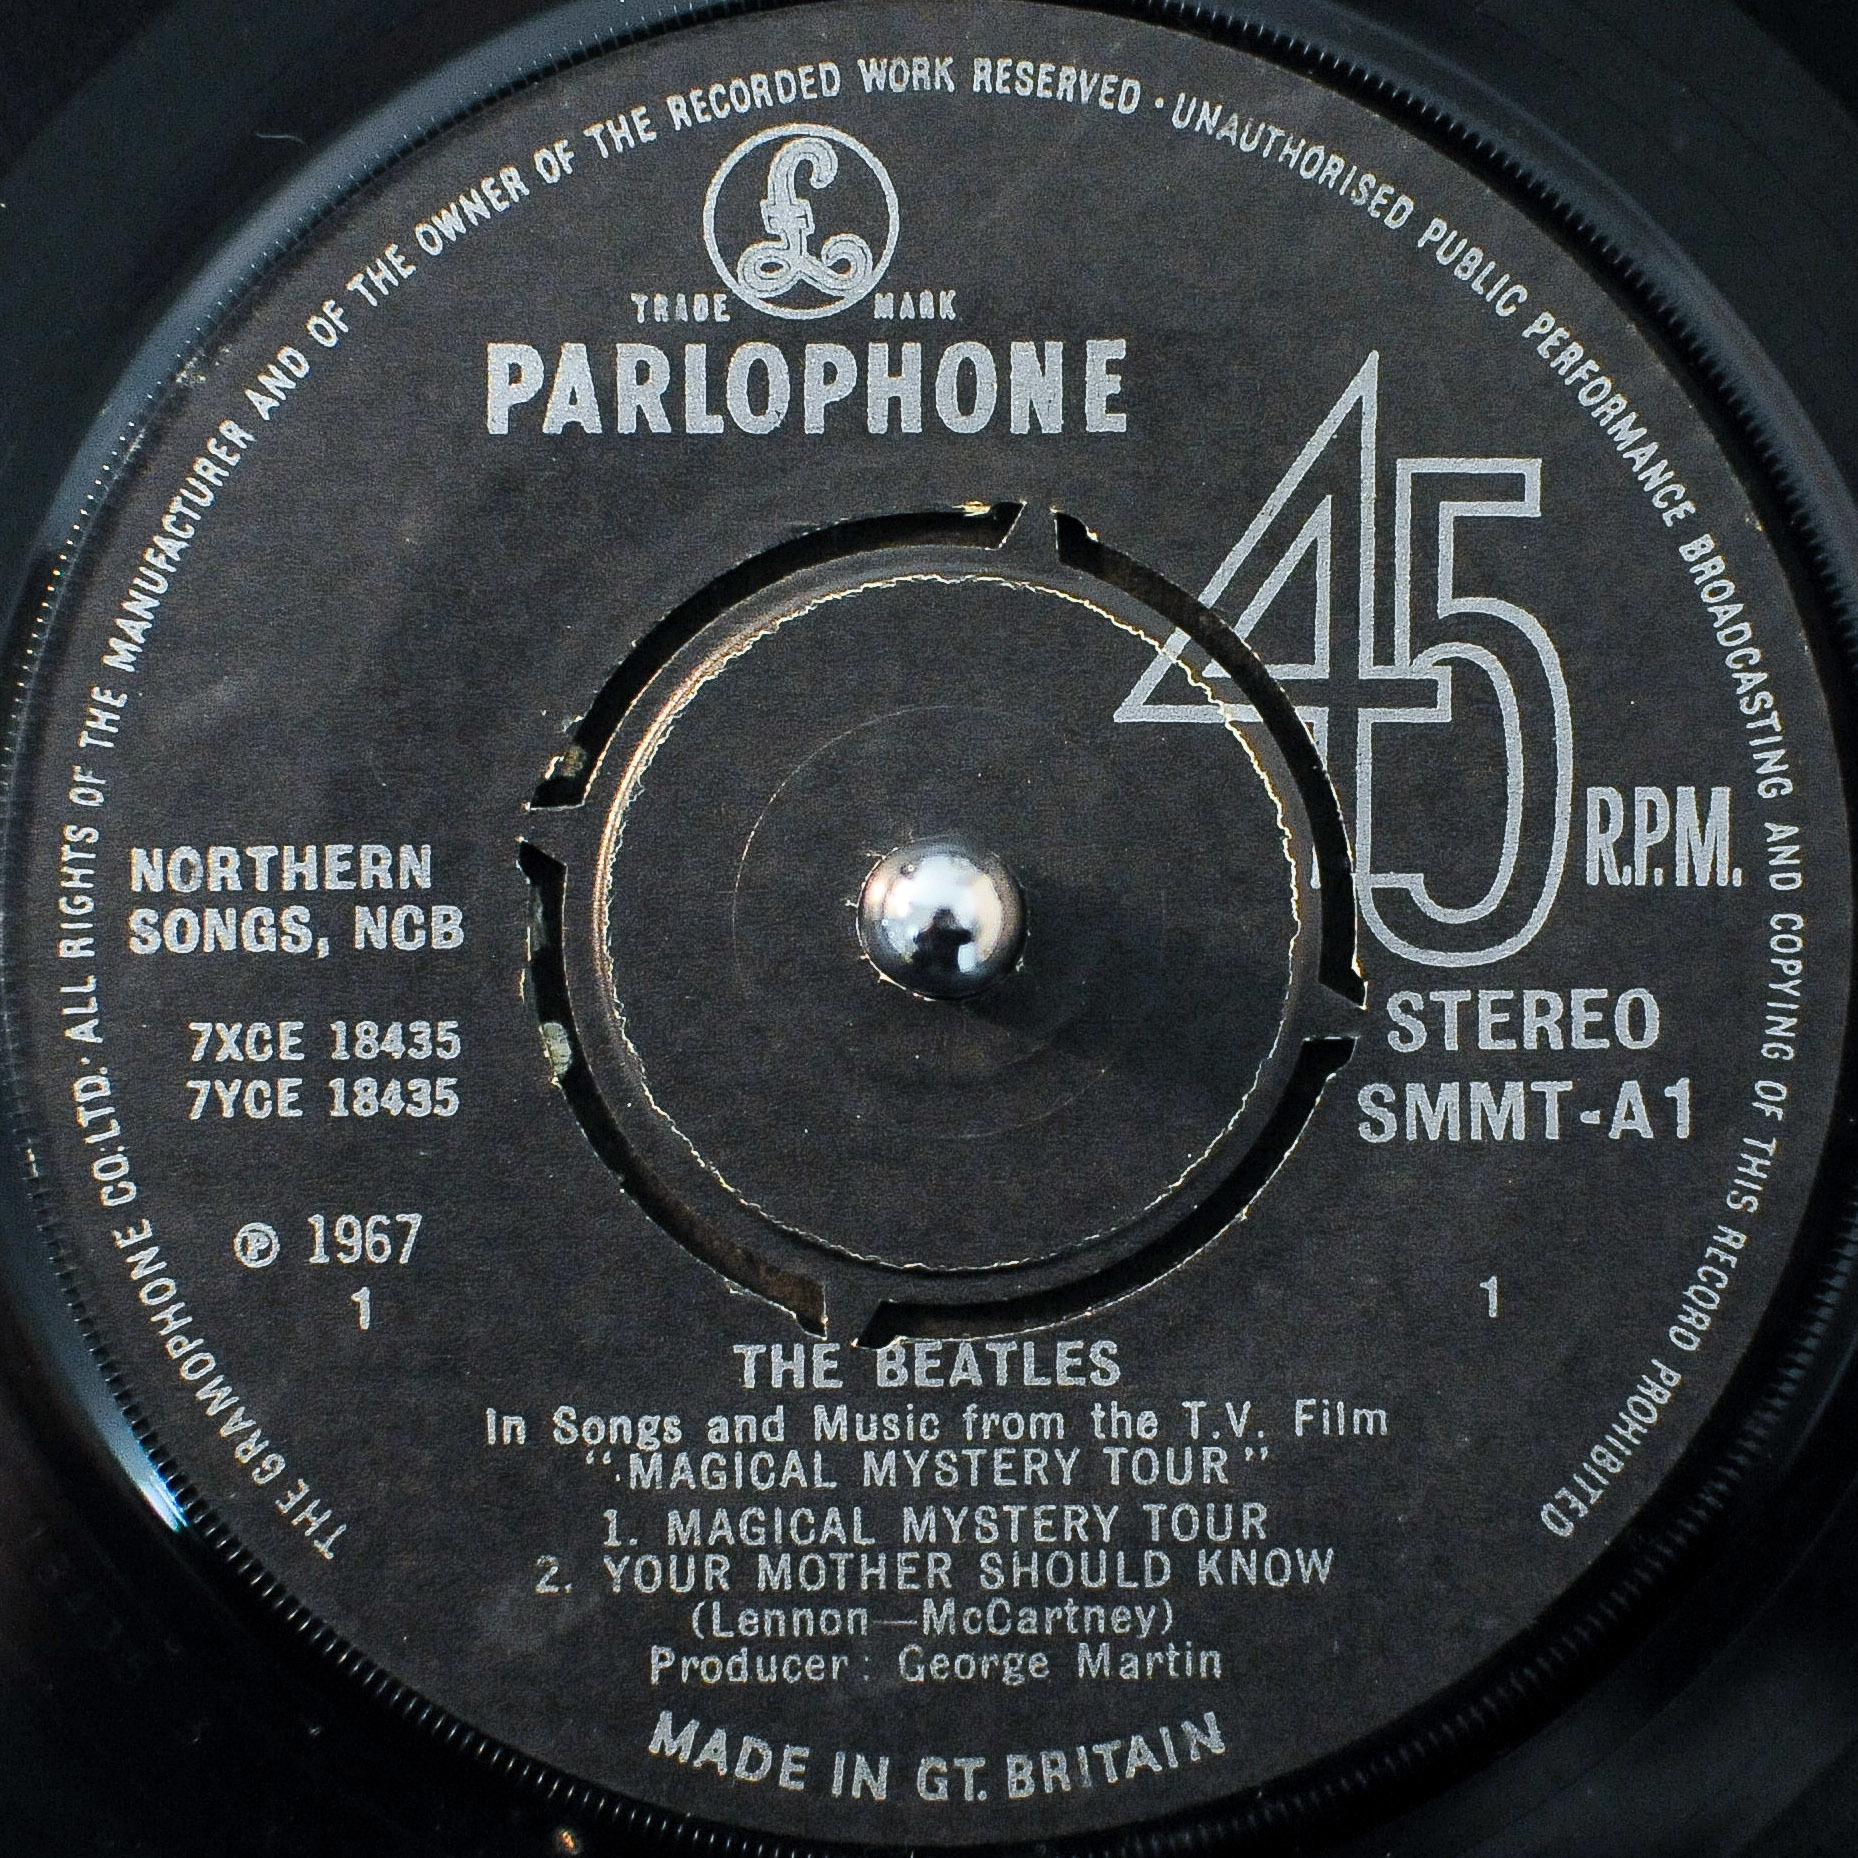 THE GRAMOPHONE CO. LTD. · ALL RIGHTS OF THE MANUFACTURER AND OF THE OWNER OF THE RECORDED WORK RESERVED · UNAUTHORISED PUBLIC PERFORMANCE BROADCASTING AND COPYING OF THIS RECORD PROHIBITED
£
TRADE MARK
PARLOPHONE
45 R.P.M.
NORTHERN
SONGS, NCB
7XCE 18435
7YCE 18435
STEREO
SMMT-A1
℗ 1967
1
1
THE BEATLES
In Songs and Music from the T.V. Film
"MAGICAL MYSTERY TOUR"
1. MAGICAL MYSTERY TOUR
2. YOUR MOTHER SHOULD KNOW
(Lennon—McCartney)
Producer: George Martin
MADE IN GT. BRITAIN